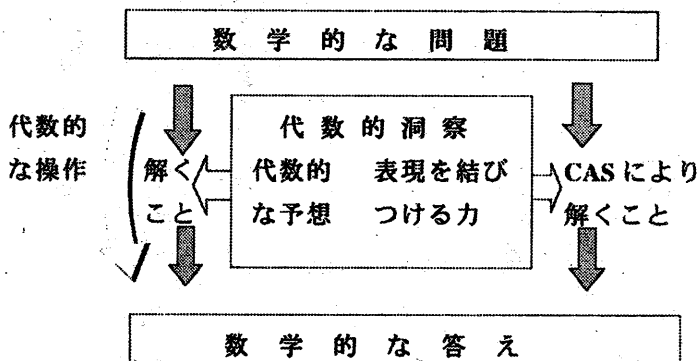 数学的な問題
代数的
な操作
解く
こと
代数的洞察
代数的 表現を結び
な予想 つける力
CASにより
解くこと
数学的な答え